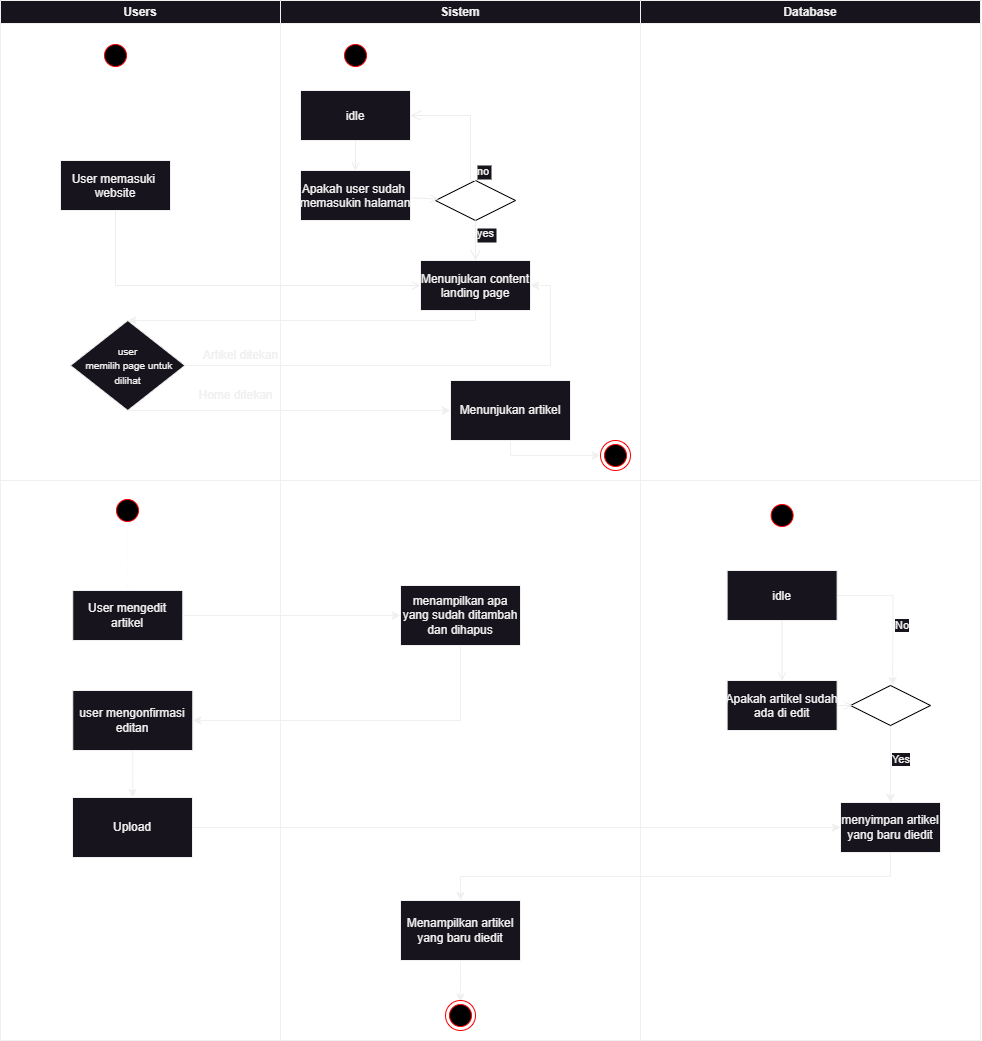 Users
Sistem
Database
idle
no
User memasuki
website
Apakah user sudah
memasukin halaman
yes
Menunjukan content
landing page
user
memilih page untuk
dilihat
Artikel ditekan
Home ditekan
Menunjukan artikel
idle
User mengedit
artikel
menampilkan apa
yang sudah ditambah
dan dihapus
No
user mengonfirmasi
editan
Apakah artikel sudah
ada di edit
Yes
Upload
menyimpan artikel
yang baru diedit
Menampilkan artikel
yang baru diedit